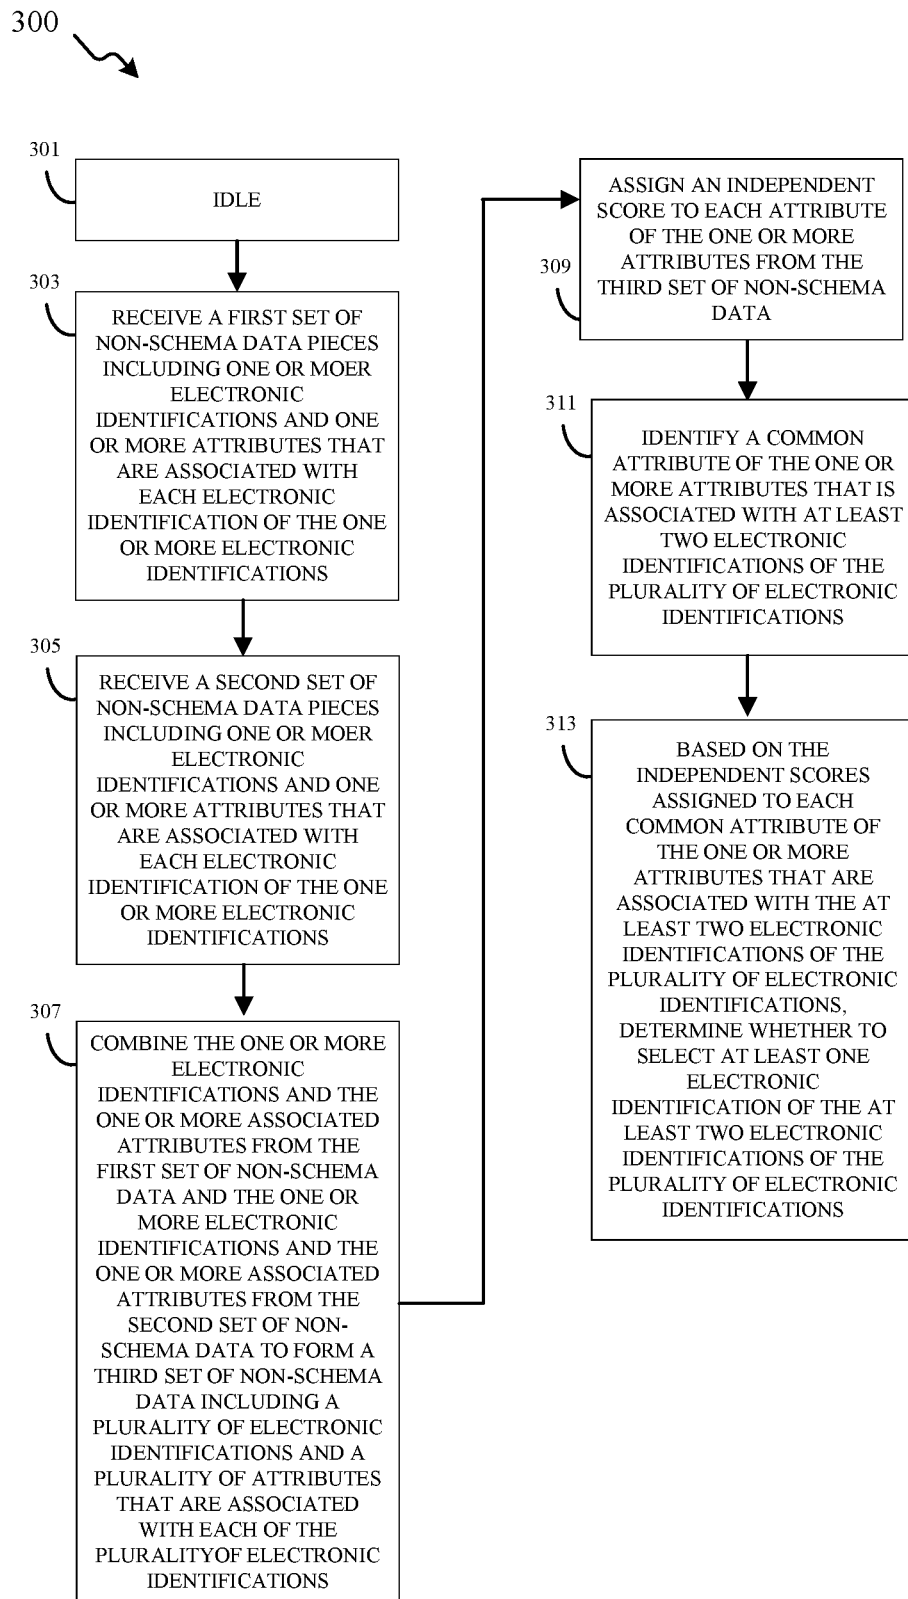 300
301
IDLE
303
RECEIVE A FIRST SET OF
NON-SCHEMA DATA PIECES
INCLUDING ONE OR MOER
ELECTRONIC
IDENTIFICATIONS AND ONE
OR MORE ATTRIBUTES THAT
ARE ASSOCIATED WITH
EACH ELECTRONIC
IDENTIFICATION OF THE ONE
OR MORE ELECTRONIC
IDENTIFICATIONS
305
RECEIVE A SECOND SET OF
NON-SCHEMA DATA PIECES
INCLUDING ONE OR MOER
ELECTRONIC
IDENTIFICATIONS AND ONE
OR MORE ATTRIBUTES THAT
ARE ASSOCIATED WITH
EACH ELECTRONIC
IDENTIFICATION OF THE ONE
OR MORE ELECTRONIC
IDENTIFICATIONS
307
COMBINE THE ONE OR MORE
ELECTRONIC
IDENTIFICATIONS AND THE
ONE OR MORE ASSOCIATED
ATTRIBUTES FROM THE
FIRST SET OF NON-SCHEMA
DATA AND THE ONE OR
MORE ELECTRONIC
IDENTIFICATIONS AND THE
ONE OR MORE ASSOCIATED
ATTRIBUTES FROM THE
SECOND SET OF NON-
SCHEMA DATA TO FORM A
THIRD SET OF NON-SCHEMA
DATA INCLUDING A
PLURALITY OF ELECTRONIC
IDENTIFICATIONS AND A
PLURALITY OF ATTRIBUTES
THAT ARE ASSOCIATED
WITH EACH OF THE
PLURALITYOF ELECTRONIC
IDENTIFICATIONS
309
ASSIGN AN INDEPENDENT
SCORE TO EACH ATTRIBUTE
OF THE ONE OR MORE
ATTRIBUTES FROM THE
THIRD SET OF NON-SCHEMA
DATA
311
IDENTIFY A COMMON
ATTRIBUTE OF THE ONE OR
MORE ATTRIBUTES THAT IS
ASSOCIATED WITH AT LEAST
TWO ELECTRONIC
IDENTIFICATIONS OF THE
PLURALITY OF ELECTRONIC
IDENTIFICATIONS
313
BASED ON THE
INDEPENDENT SCORES
ASSIGNED TO EACH
COMMON ATTRIBUTE OF
THE ONE OR MORE
ATTRIBUTES THAT ARE
ASSOCIATED WITH THE AT
LEAST TWO ELECTRONIC
IDENTIFICATIONS OF THE
PLURALITY OF ELECTRONIC
IDENTIFICATIONS,
DETERMINE WHETHER TO
SELECT AT LEAST ONE
ELECTRONIC
IDENTIFICATION OF THE AT
LEAST TWO ELECTRONIC
IDENTIFICATIONS OF THE
PLURALITY OF ELECTRONIC
IDENTIFICATIONS